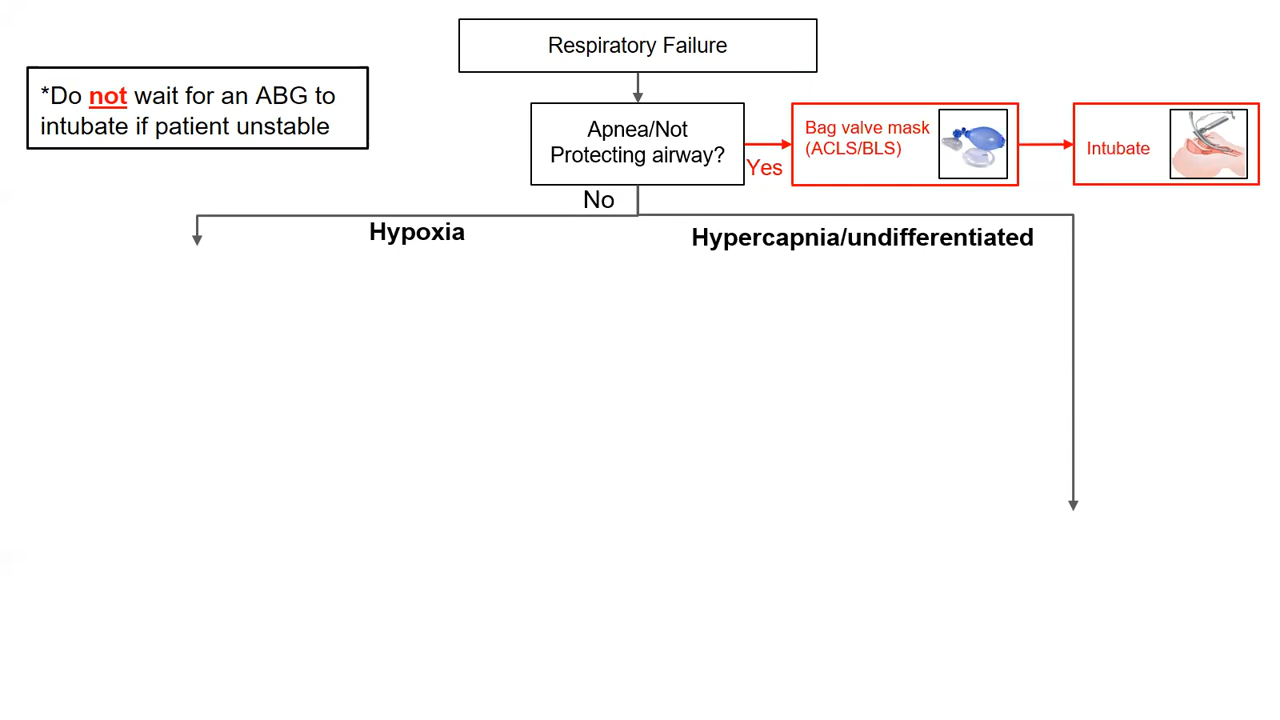 Respiratory Failure
*Do not wait for an ABG to
intubate if patient unstable
Apnea/Not
Protecting airway?
Yes
Bag valve mask
(ACLS/BLS)
Intubate
No
Hypoxia
Hypercapnia/undifferentiated